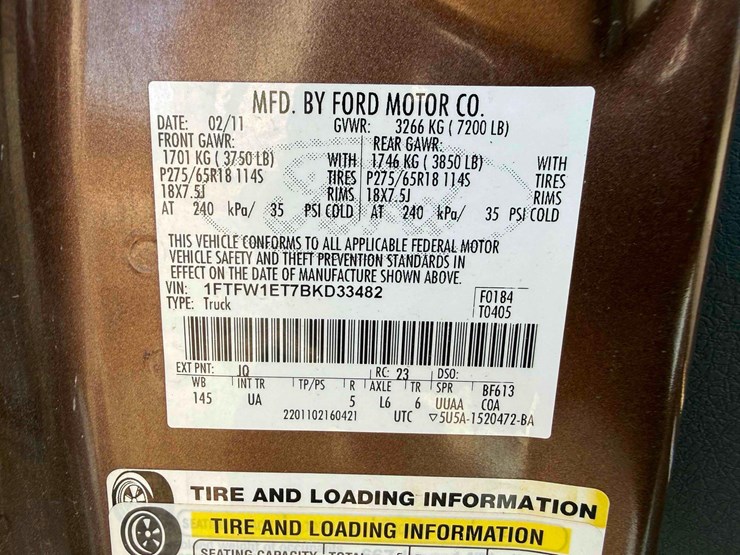 MFD. BY FORD MOTOR CO.
DATE: 02/11 GVWR: 3266 KG ( 7200 LB)
FRONT GAWR: REAR GAWR:
1701 KG ( 3750 LB) WITH 1746 KG ( 3850 LB) WITH
P275/65R18 114S TIRES P275/65R18 114S TIRES
18X7.5J RIMS 18X7.5J RIMS
AT 240 kPa/ 35 PSI COLD AT 240 kPa/ 35 PSI COLD
THIS VEHICLE CONFORMS TO ALL APPLICABLE FEDERAL MOTOR
VEHICLE SAFETY AND THEFT PREVENTION STANDARDS IN
EFFECT ON THE DATE OF MANUFACTURE SHOWN ABOVE.
VIN: 1FTFW1ET7BKD33482 F0184
TYPE: Truck T0405
EXT PNT: JQ RC: 23 DSO:
WB INT TR TP/PS R AXLE TR SPR BF613
145 UA 5 L6 6 UUAA COA
2201102160421 UTC ▽5U5A-1520472-BA
TIRE AND LOADING INFORMATION
SEAT
TIRE AND LOADING INFORMATION
SEATING CAPACITY